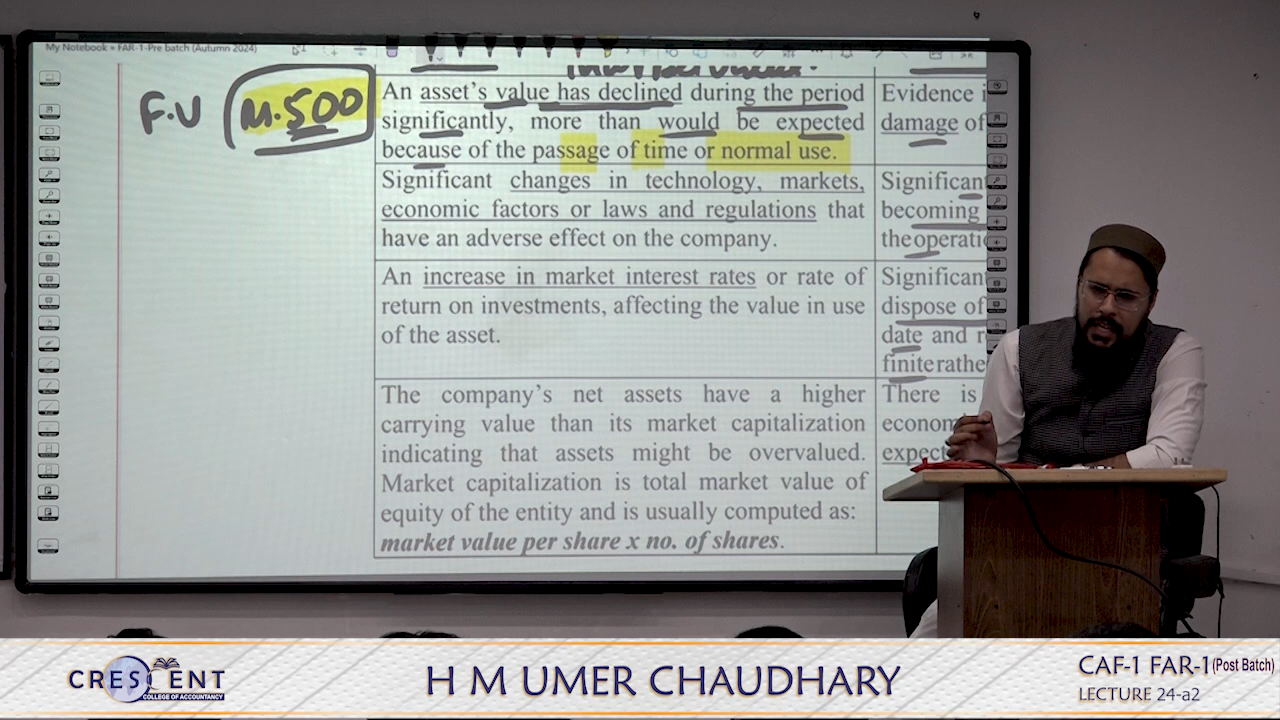 My Notebook » FAR-1-Pre batch (Autumn 2024)
F.V
M.500
An asset's value has declined during the period
significantly, more than would be expected
because of the passage of time or normal use.
Evidence i
damage of
Significant changes in technology, markets,
economic factors or laws and regulations that
have an adverse effect on the company.
Significan
becoming
the operati
An increase in market interest rates or rate of
return on investments, affecting the value in use
of the asset.
Significan
dispose of
date and r
finite rathe
The company's net assets have a higher
carrying value than its market capitalization
indicating that assets might be overvalued.
Market capitalization is total market value of
equity of the entity and is usually computed as:
market value per share x no. of shares.
There is
econom
expect
CRESCENT
COLLEGE OF ACCOUNTANCY
H M UMER CHAUDHARY
CAF-1 FAR-1(Post Batch)
LECTURE 24-a2